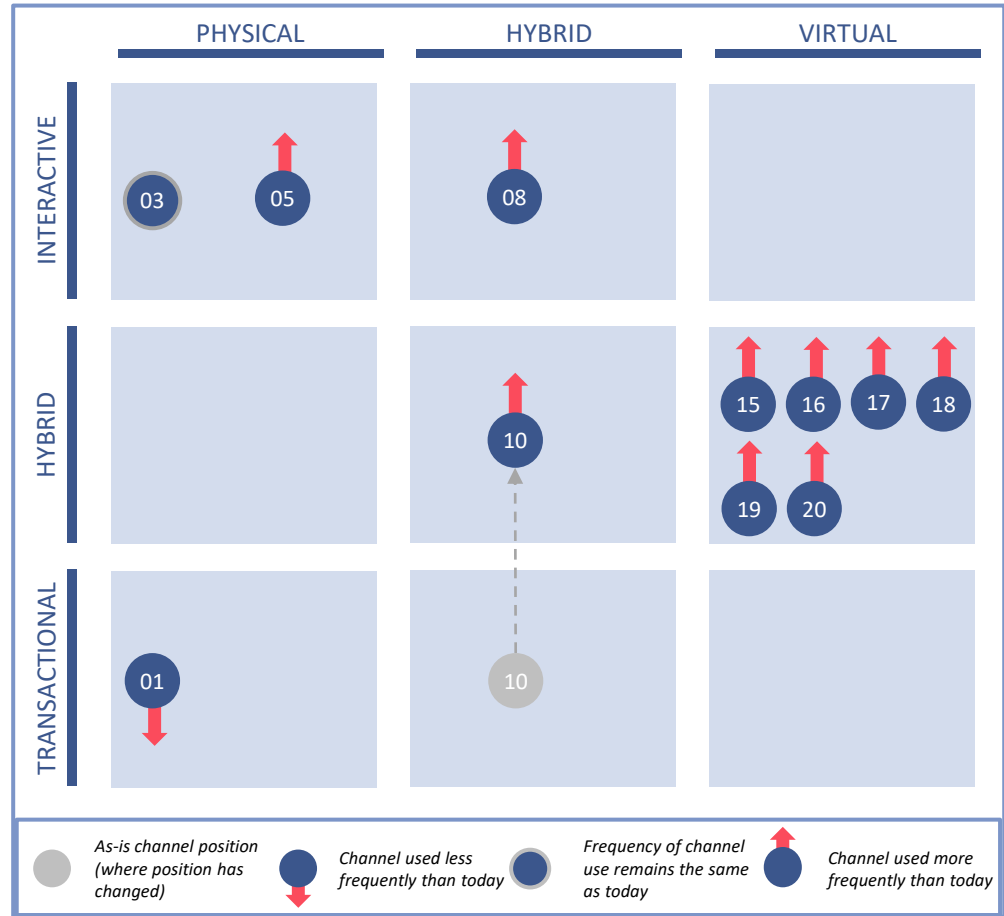 PHYSICAL HYBRID VIRTUAL
INTERACTIVE
03 05 08
HYBRID
10
15 16 17 18
19 20
TRANSACTIONAL
01 10
As-is channel position
(where position has
changed)
Channel used less
frequently than today
Frequency of channel
use remains the same
as today
Channel used more
frequently than today